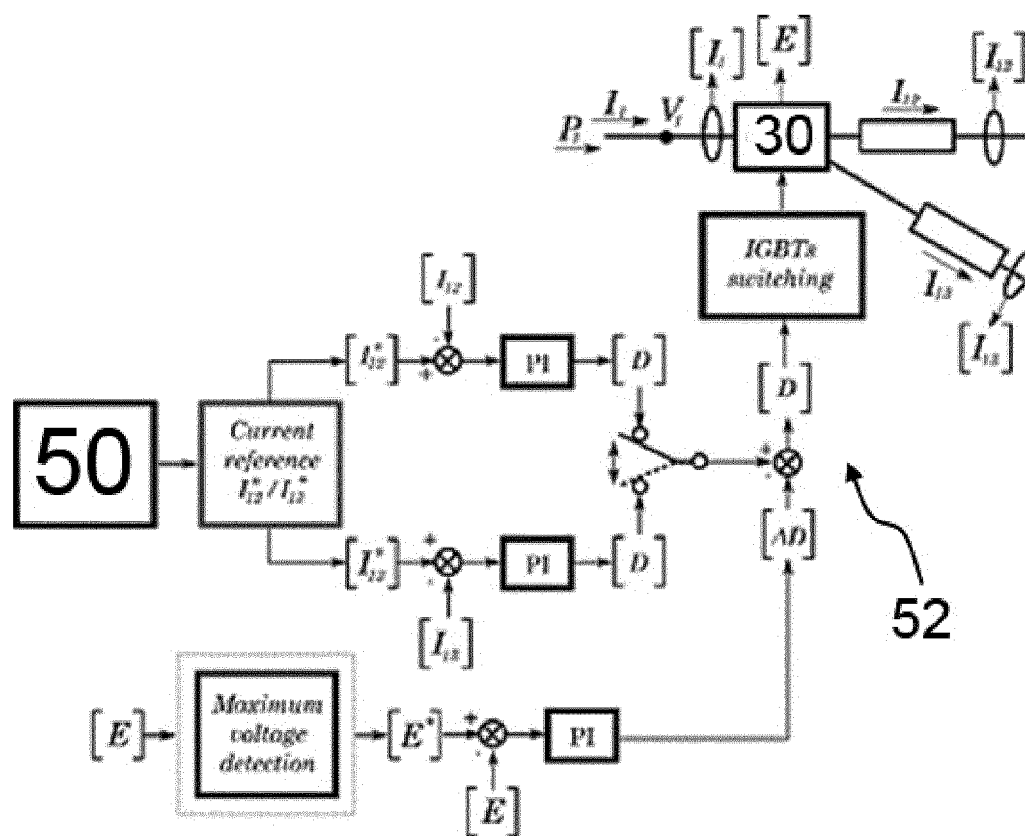 [I₁] [E] [I₁₂]
P₁ I₁ V₁ 30 I₁₂
IGBTs
switching
I₁₃
[I₁₃]
[I₁₂]
[I₁₂*] - + PI [D]
[D]
50
Current
reference
I₁₂*/I₁₃*
+ -
[ΔD]
+ - PI [D]
[I₁₃]
52
[E] Maximum
voltage
detection
[E*] + - PI
[E]